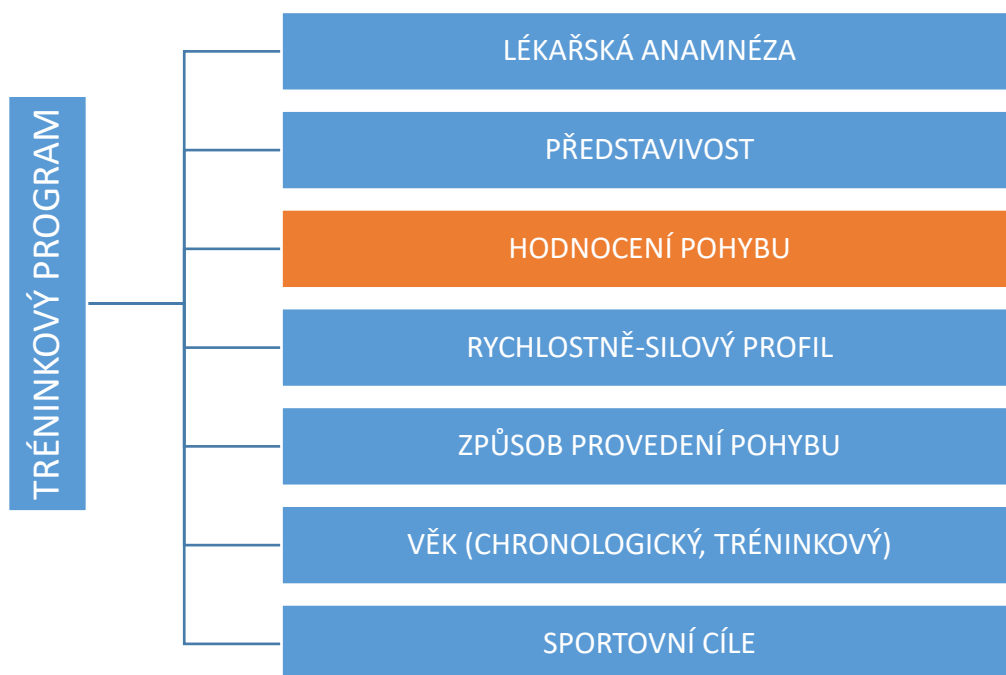 TRÉNINKOVÝ PROGRAM
LÉKAŘSKÁ ANAMNÉZA
PŘEDSTAVIVOST
HODNOCENÍ POHYBU
RYCHLOSTNĚ-SILOVÝ PROFIL
ZPŮSOB PROVEDENÍ POHYBU
VĚK (CHRONOLOGICKÝ, TRÉNINKOVÝ)
SPORTOVNÍ CÍLE